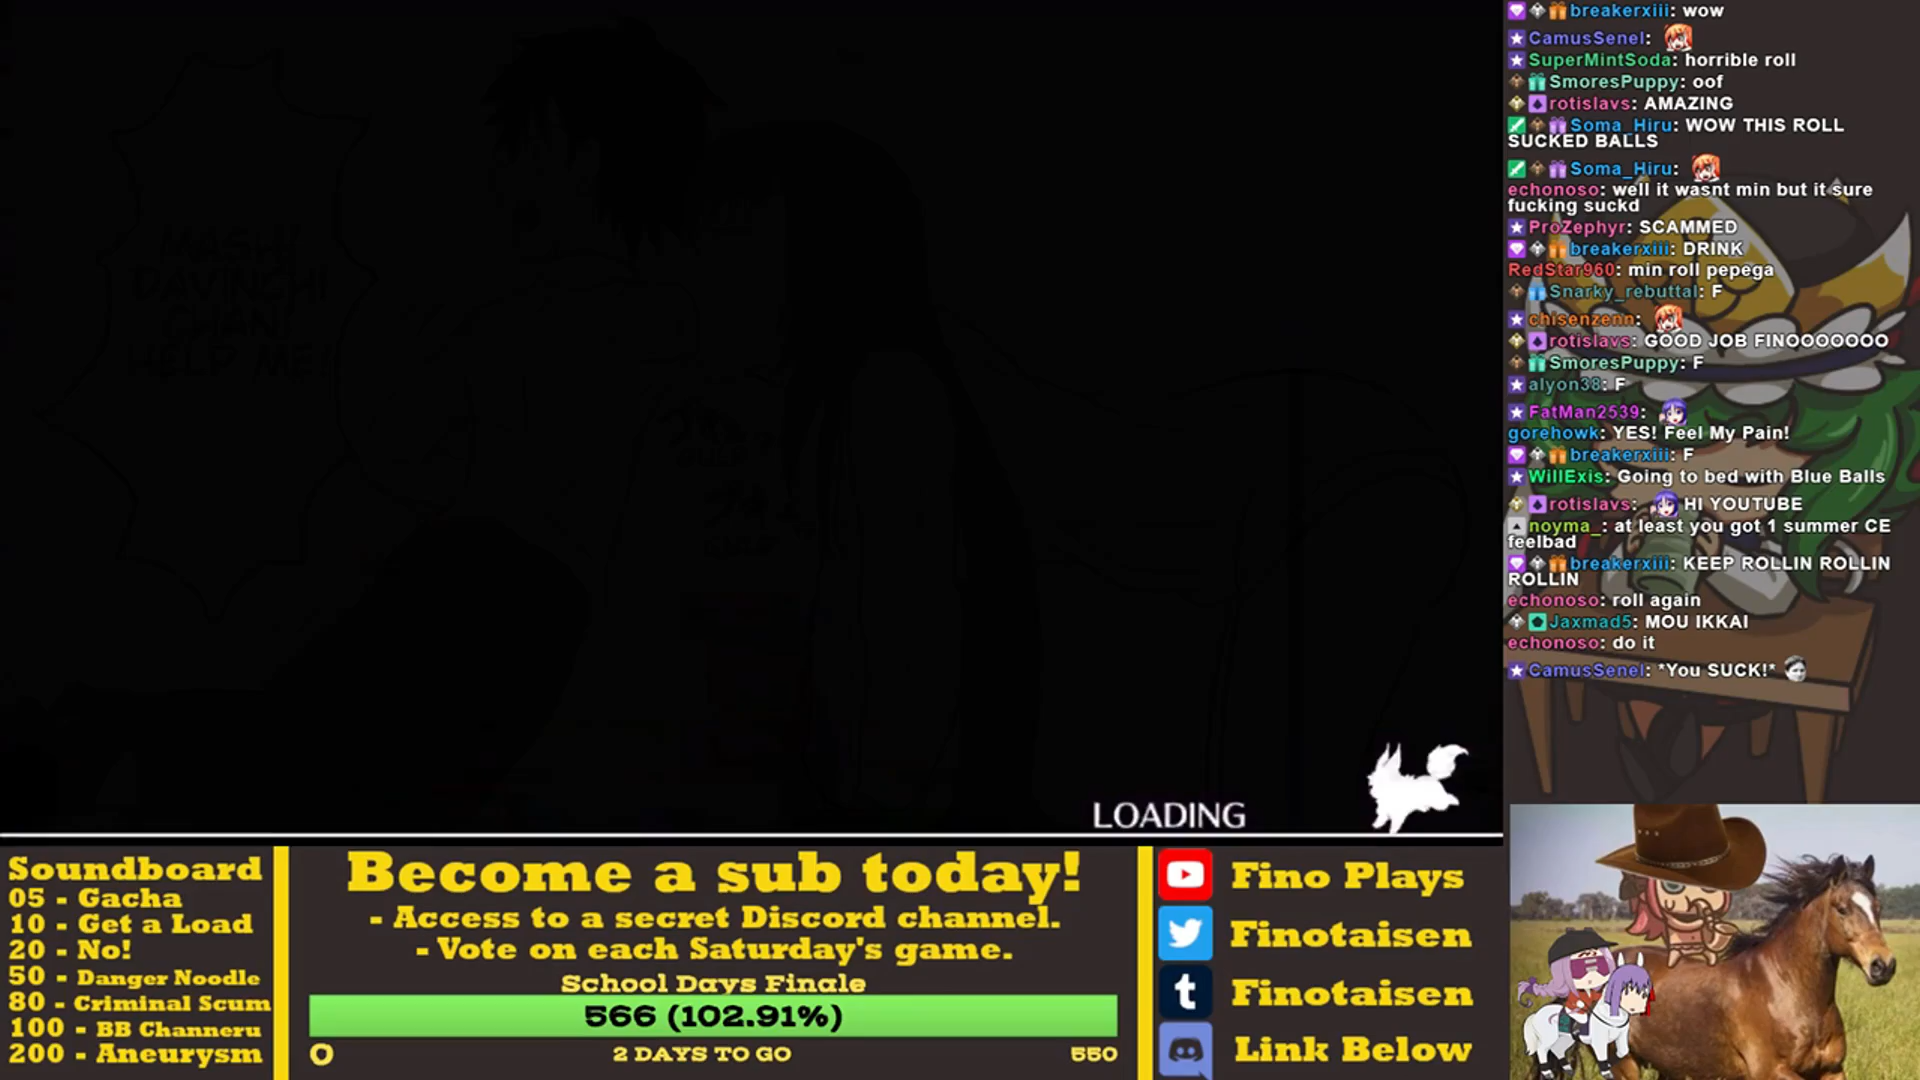 MASH!
DAVINCHI
CHAN!
HELP ME!
GULP
LOADING
breakerxiii: wow
CamusSenel:
SuperMintSoda: horrible roll
SmoresPuppy: oof
rotislavs: AMAZING
Soma_Hiru: WOW THIS ROLL
SUCKED BALLS
Soma_Hiru:
echonoso: well it wasnt min but it sure
fucking suckd
ProZephyr: SCAMMED
breakerxiii: DRINK
RedStar960: min roll pepega
Snarky_rebuttal: F
chisenzenn:
rotislavs: GOOD JOB FINOOOOOOO
SmoresPuppy: F
alyon38: F
FatMan2539:
gorehowk: YES! Feel My Pain!
breakerxiii: F
WillExis: Going to bed with Blue Balls
rotislavs: HI YOUTUBE
noyma_: at least you got 1 summer CE
feelbad
breakerxiii: KEEP ROLLIN ROLLIN
ROLLIN
echonoso: roll again
Jaxmad5: MOU IKKAI
echonoso: do it
CamusSenel: *You SUCK!*
Soundboard
05 - Gacha
10 - Get a Load
20 - No!
50 - Danger Noodle
80 - Criminal Scum
100 - BB Channeru
200 - Aneurysm
Become a sub today!
- Access to a secret Discord channel.
- Vote on each Saturday's game.
School Days Finale
566 (102.91%)
0 2 DAYS TO GO 550
Fino Plays
Finotaisen
Finotaisen
Link Below